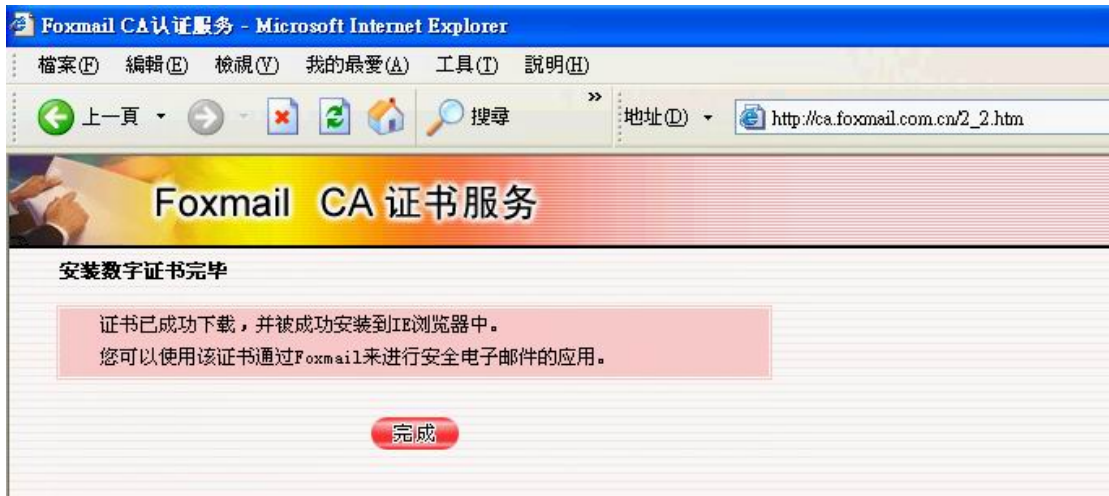 Foxmail CA认证服务 - Microsoft Internet Explorer
檔案(F) 編輯(E) 檢視(V) 我的最愛(A) 工具(T) 說明(H)
上一頁 搜尋 » 地址(D) http://ca.foxmail.com.cn/2_2.htm
Foxmail CA 证书服务
安装数字证书完毕
证书已成功下载，并被成功安装到IE浏览器中。
您可以使用该证书通过Foxmail来进行安全电子邮件的应用。
完成